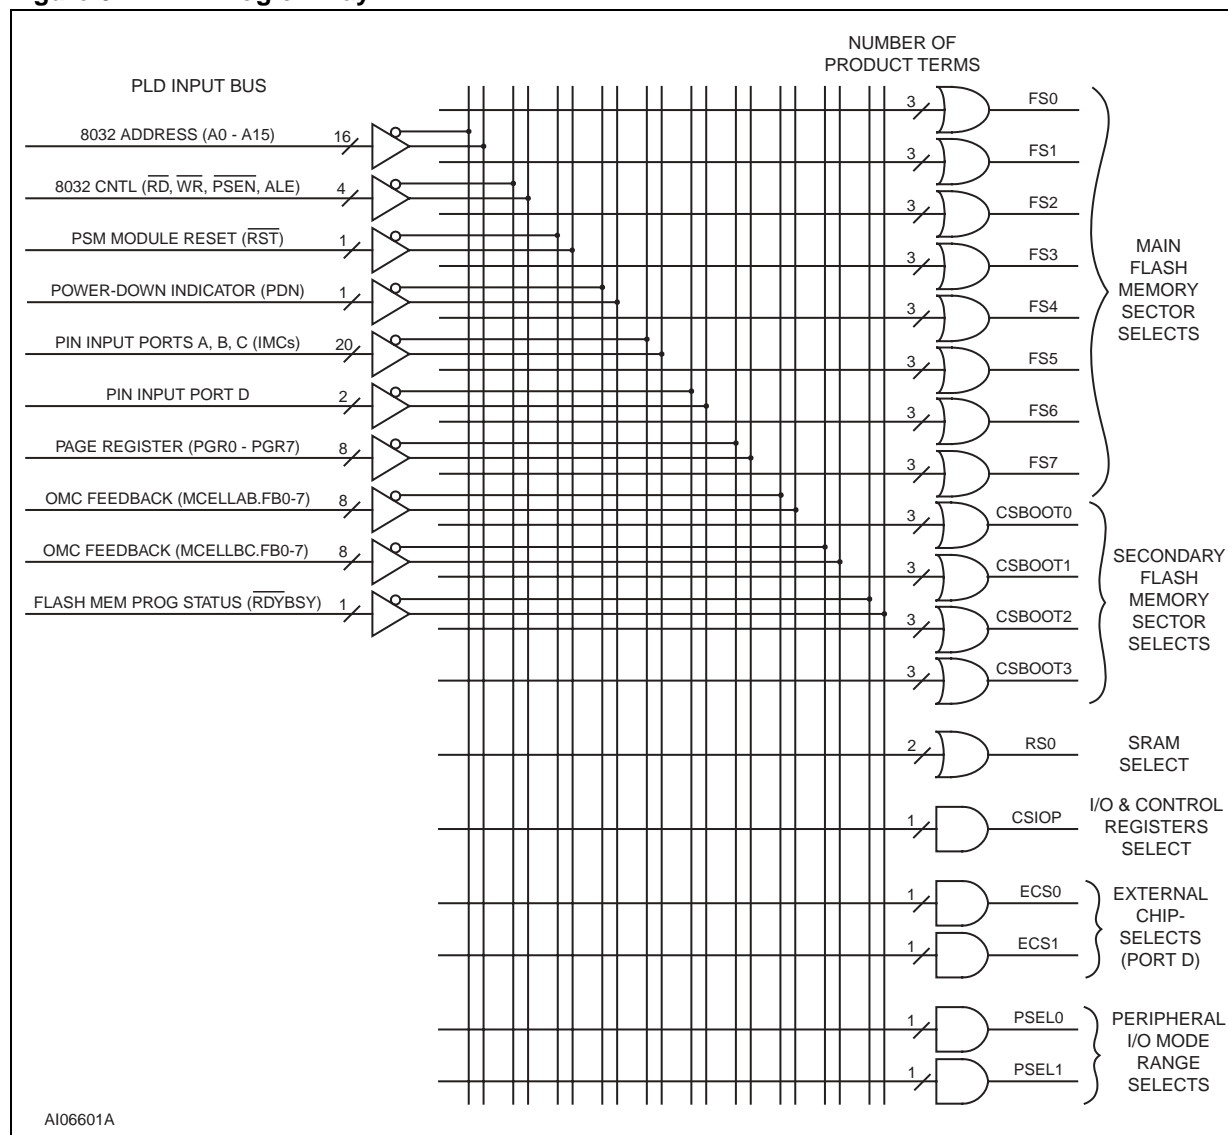 NUMBER OF
PRODUCT TERMS
PLD INPUT BUS
8032 ADDRESS (A0 - A15)
16
8032 CNTL (RD, WR, PSEN, ALE)
4
PSM MODULE RESET (RST)
1
POWER-DOWN INDICATOR (PDN)
1
PIN INPUT PORTS A, B, C (IMCs)
20
PIN INPUT PORT D
2
PAGE REGISTER (PGR0 - PGR7)
8
OMC FEEDBACK (MCELLAB.FB0-7)
8
OMC FEEDBACK (MCELLBC.FB0-7)
8
FLASH MEM PROG STATUS (RDYBSY)
1
3
FS0
3
FS1
3
FS2
3
FS3
3
FS4
3
FS5
3
FS6
3
FS7
MAIN
FLASH
MEMORY
SECTOR
SELECTS
3
CSBOOT0
3
CSBOOT1
3
CSBOOT2
3
CSBOOT3
SECONDARY
FLASH
MEMORY
SECTOR
SELECTS
2
RS0
SRAM
SELECT
1
CSIOP
I/O & CONTROL
REGISTERS
SELECT
1
ECS0
1
ECS1
EXTERNAL
CHIP-
SELECTS
(PORT D)
1
PSEL0
1
PSEL1
PERIPHERAL
I/O MODE
RANGE
SELECTS
AI06601A